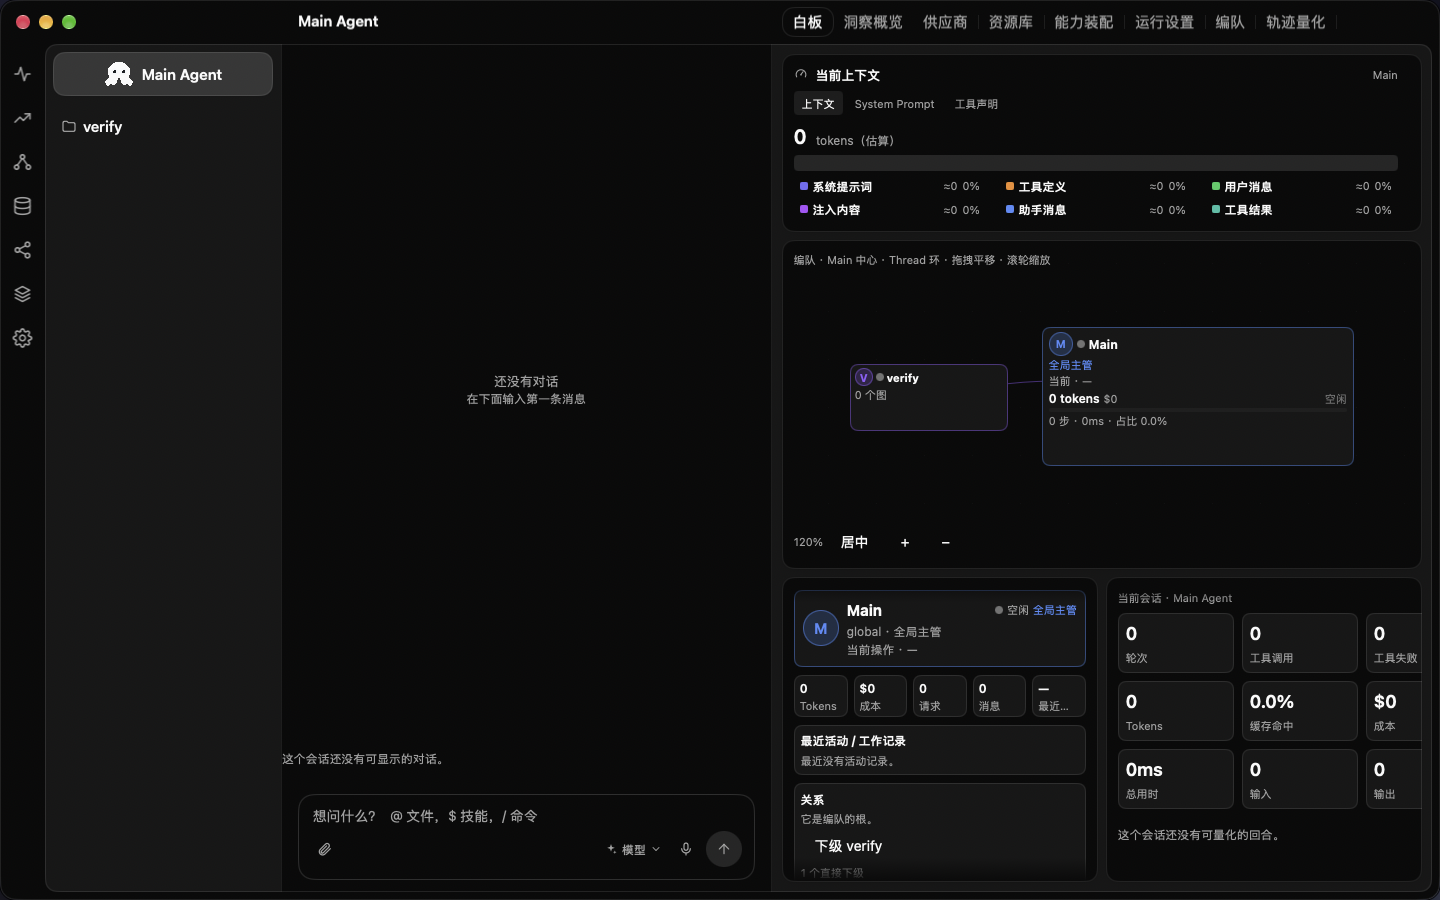 Main Agent
白板 洞察概览 供应商 资源库 能力装配 运行设置 编队 轨迹量化
Main Agent
verify
还没有对话
在下面输入第一条消息
这个会话还没有可显示的对话。
想问什么? @ 文件, $ 技能, / 命令
模型
当前上下文 Main
上下文 System Prompt 工具声明
0 tokens (估算)
系统提示词 ≈0 0% 工具定义 ≈0 0% 用户消息 ≈0 0%
注入内容 ≈0 0% 助手消息 ≈0 0% 工具结果 ≈0 0%
编队 · Main 中心 · Thread 环 · 拖拽平移 · 滚轮缩放
V verify
0 个图
M Main
全局主管
当前 · —
0 tokens $0 空闲
0 步 · 0ms · 占比 0.0%
120% 居中 + −
M
Main 空闲 全局主管
global · 全局主管
当前操作 · —
0 $0 0 0 —
Tokens 成本 请求 消息 最近...
最近活动 / 工作记录
最近没有活动记录。
关系
它是编队的根。
下级 verify
1 个直接下级
当前会话 · Main Agent
0 0 0
轮次 工具调用 工具失败
0 0.0% $0
Tokens 缓存命中 成本
0ms 0 0
总用时 输入 输出
这个会话还没有可量化的回合。